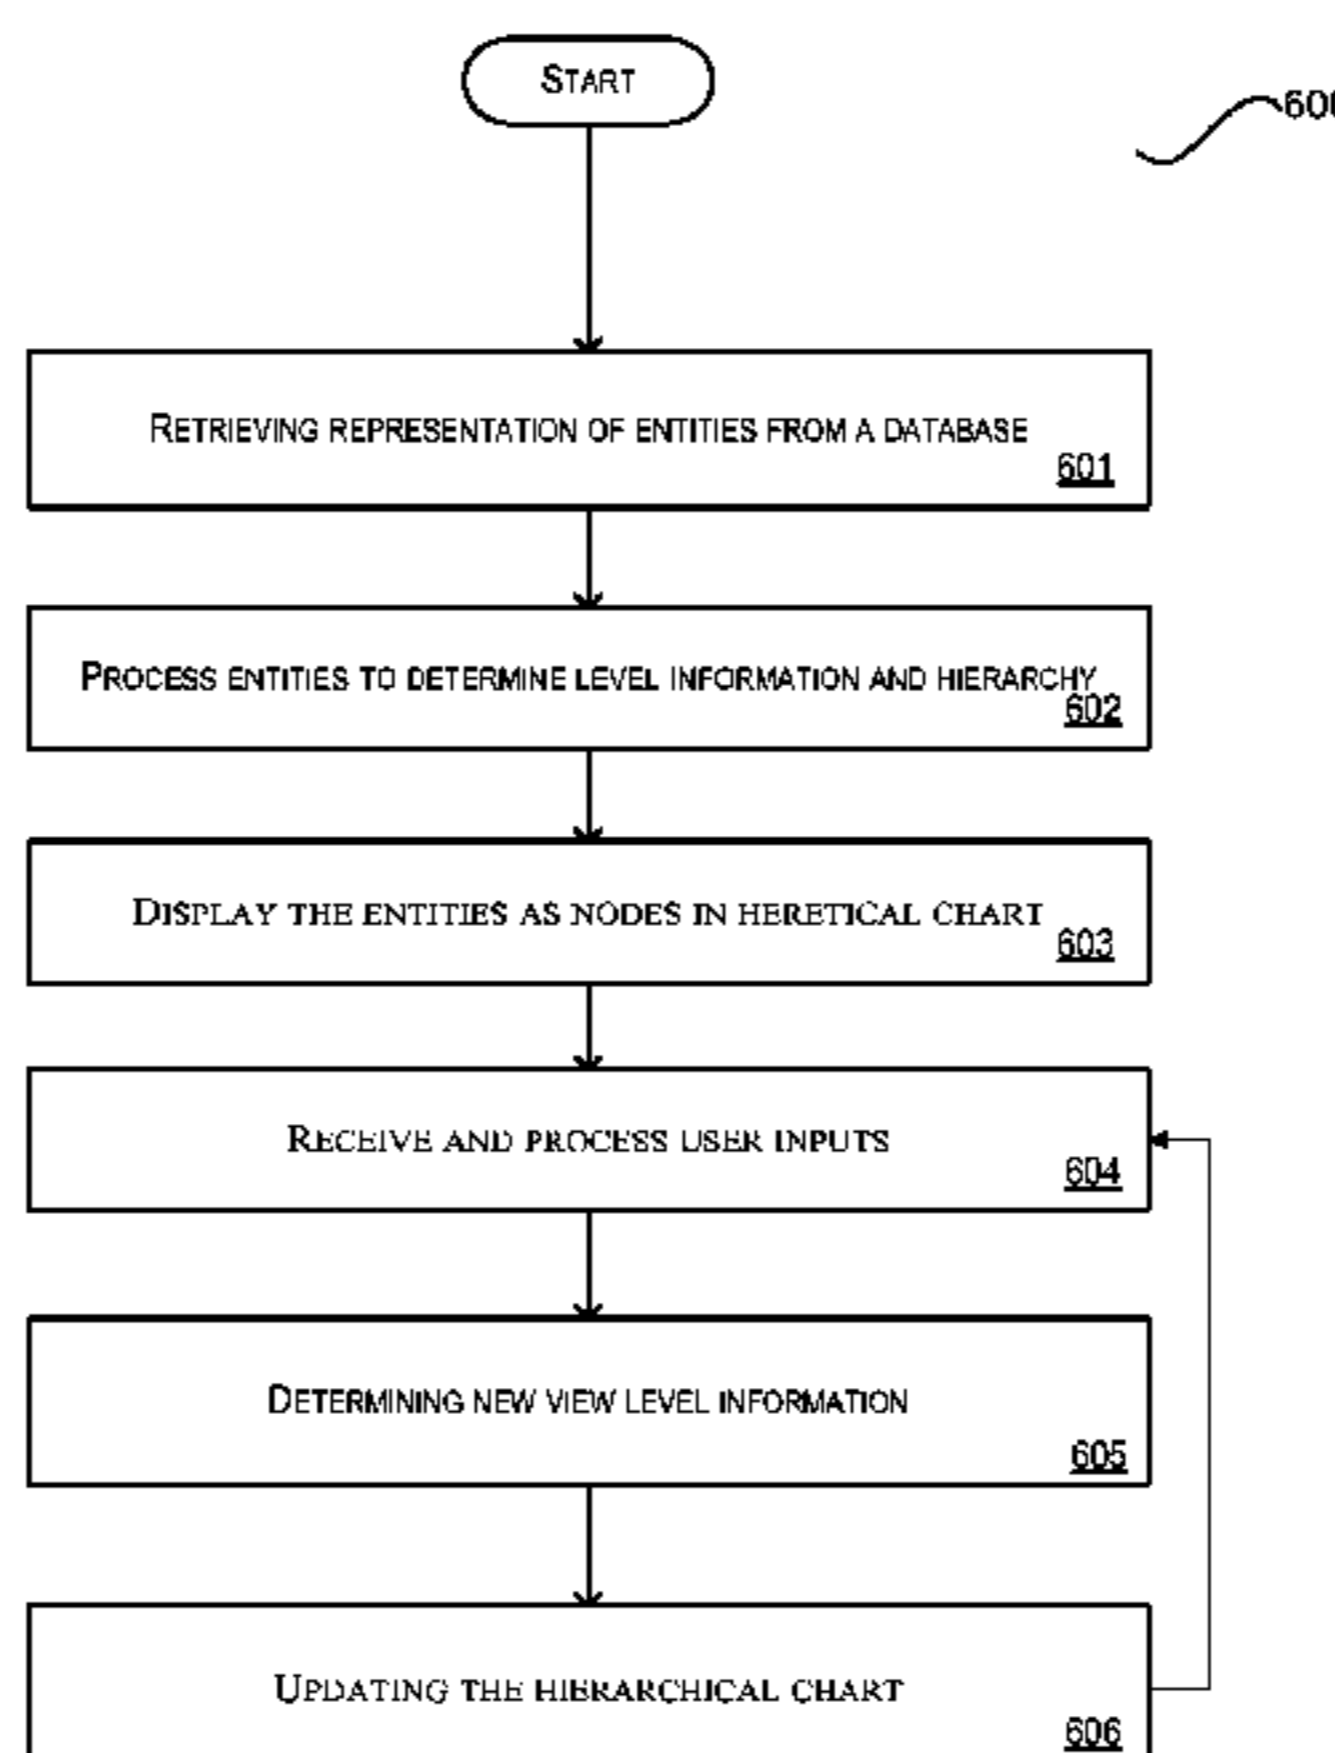 START
600
RETRIEVING REPRESENTATION OF ENTITIES FROM A DATABASE
601
PROCESS ENTITIES TO DETERMINE LEVEL INFORMATION AND HIERARCHY
602
DISPLAY THE ENTITIES AS NODES IN HERETICAL CHART
603
RECEIVE AND PROCESS USER INPUTS
604
DETERMINING NEW VIEW LEVEL INFORMATION
605
UPDATING THE HIERARCHICAL CHART
606